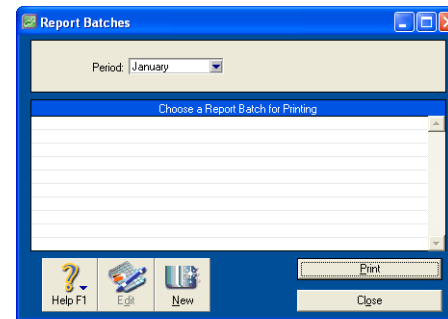 Report Batches
Period: January
Choose a Report Batch for Printing
Print
Help F1 Edit New
Close